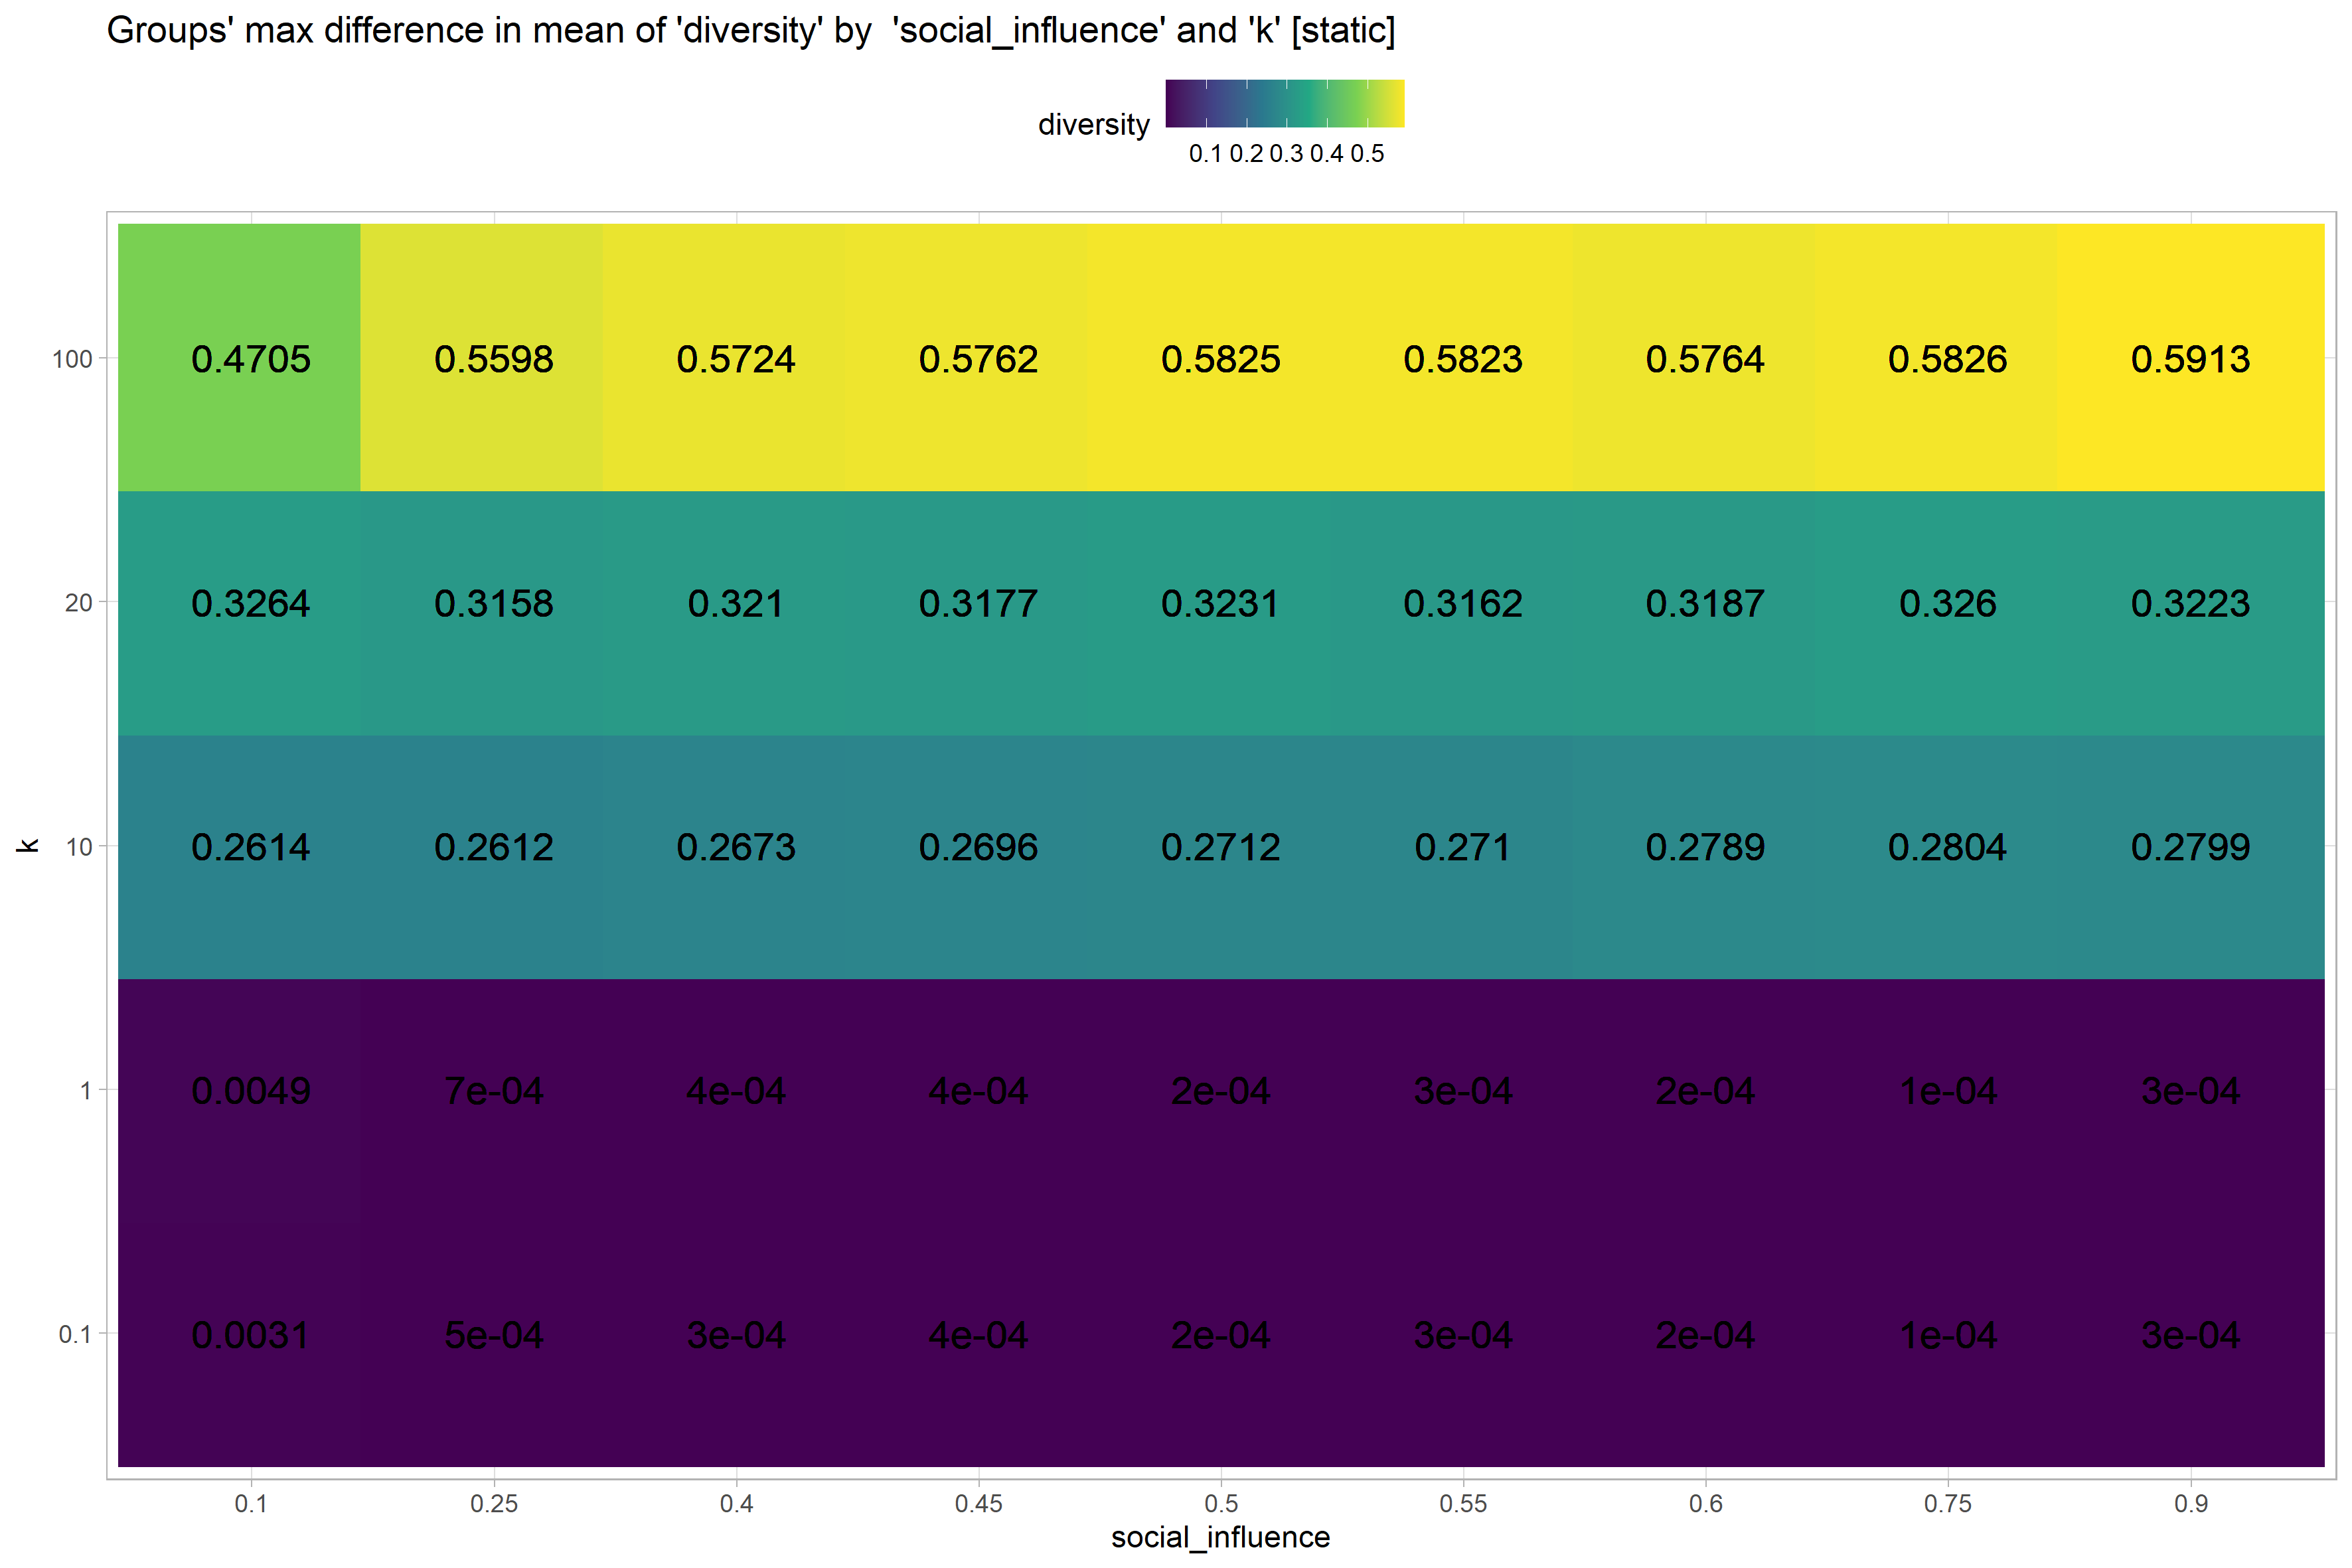 Groups' max difference in mean of 'diversity' by  'social_influence' and 'k' [static]
diversity
0.1 0.2 0.3 0.4 0.5
100 0.4705 0.5598 0.5724 0.5762 0.5825 0.5823 0.5764 0.5826 0.5913
20 0.3264 0.3158 0.321 0.3177 0.3231 0.3162 0.3187 0.326 0.3223
k
10 0.2614 0.2612 0.2673 0.2696 0.2712 0.271 0.2789 0.2804 0.2799
1 0.0049 7e-04 4e-04 4e-04 2e-04 3e-04 2e-04 1e-04 3e-04
0.1 0.0031 5e-04 3e-04 4e-04 2e-04 3e-04 2e-04 1e-04 3e-04
0.1 0.25 0.4 0.45 0.5 0.55 0.6 0.75 0.9
social_influence